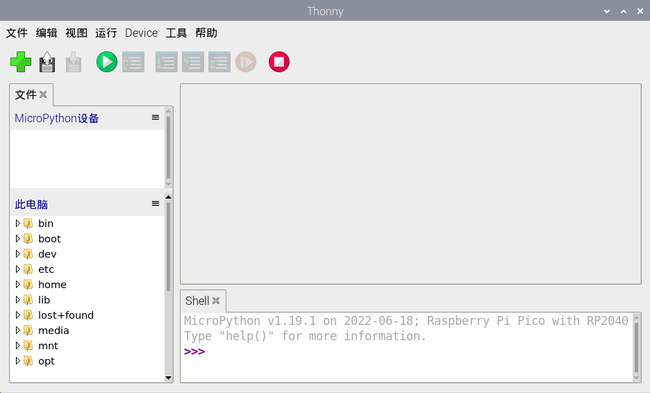 Thonny
文件 编辑 视图 运行 Device 工具 帮助
文件
MicroPython设备
此电脑
bin
boot
dev
etc
home
lib
lost+found
media
mnt
opt
Shell
MicroPython v1.19.1 on 2022-06-18; Raspberry Pi Pico with RP2040
Type "help()" for more information.
>>>